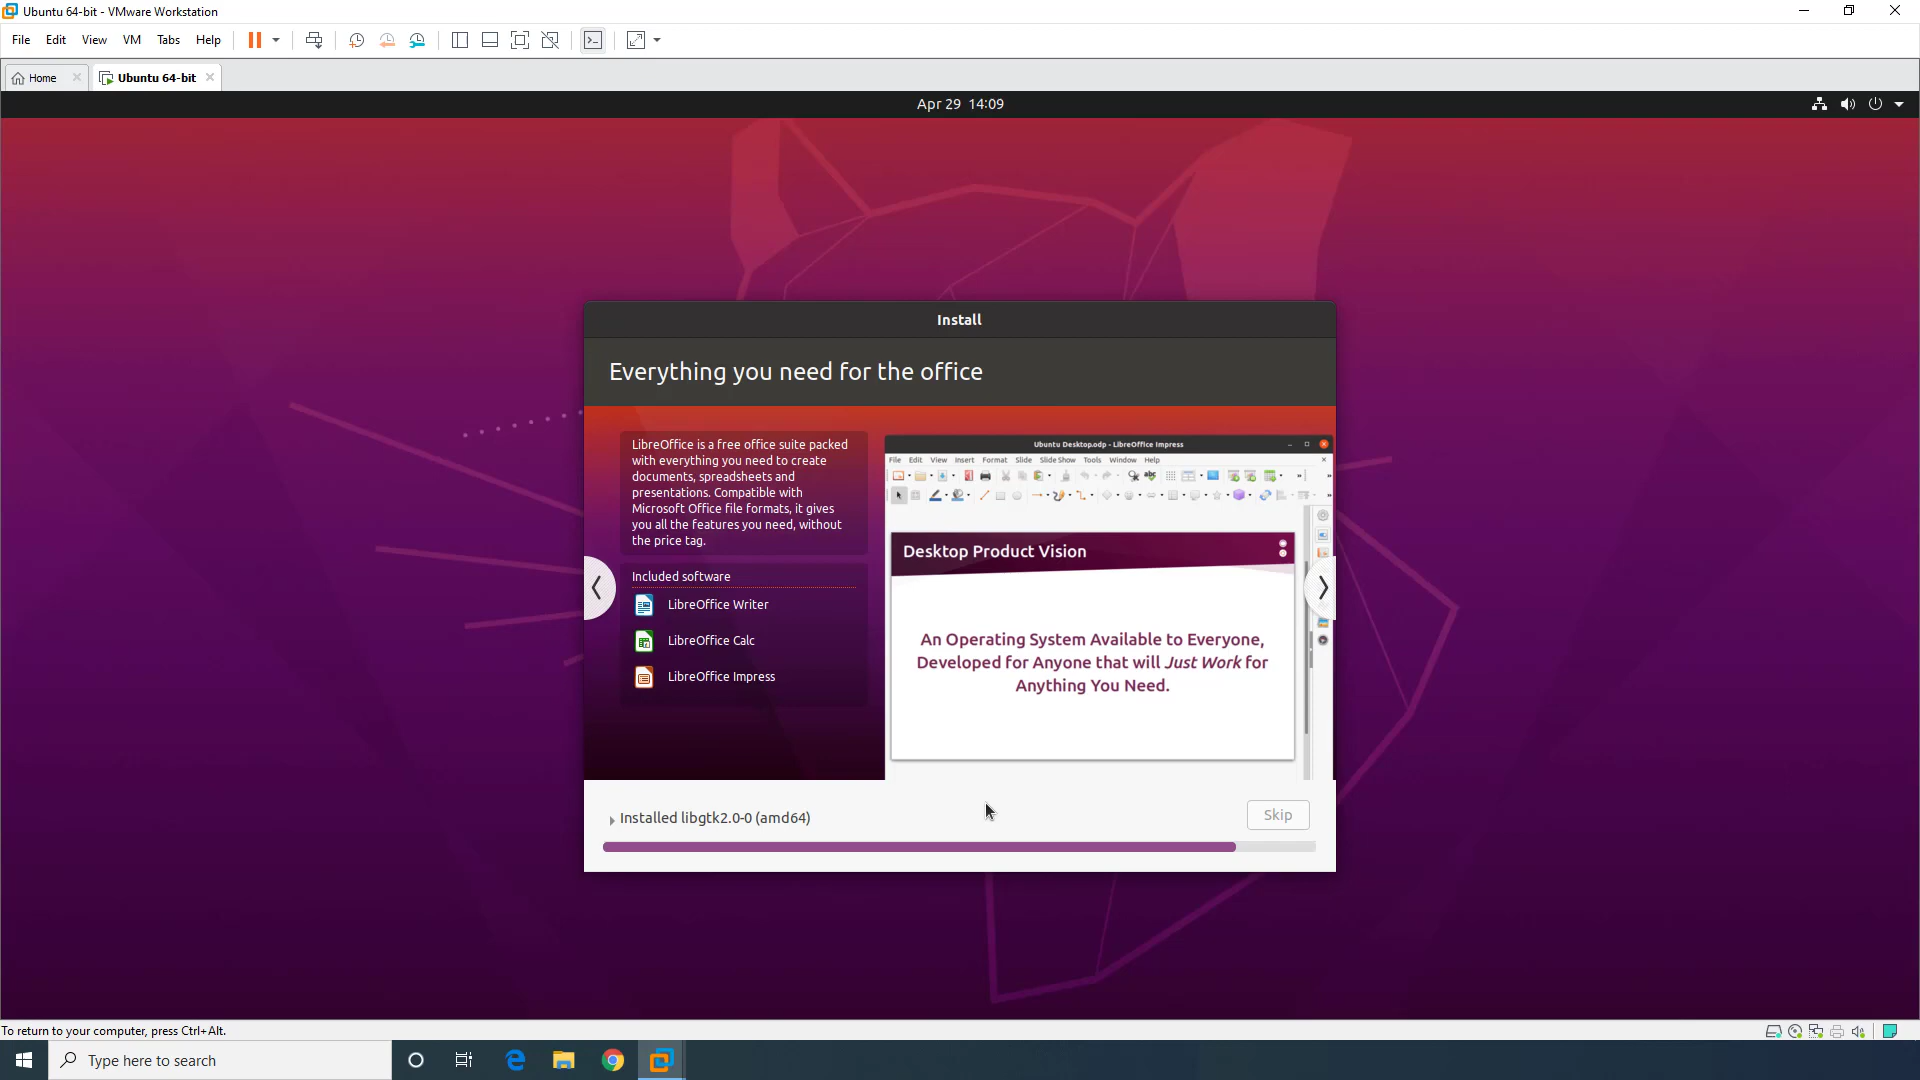 Ubuntu 64-bit - VMware Workstation
File Edit View VM Tabs Help
Home Ubuntu 64-bit
Apr 29 14:09
Install
Everything you need for the office
LibreOffice is a free office suite packed
with everything you need to create
documents, spreadsheets and
presentations. Compatible with
Microsoft Office file formats, it gives
you all the features you need, without
the price tag.
Included software
LibreOffice Writer
LibreOffice Calc
LibreOffice Impress
Ubuntu Desktop.odp - LibreOffice Impress
File Edit View Insert Format Slide Slide Show Tools Window Help
Desktop Product Vision
An Operating System Available to Everyone,
Developed for Anyone that will Just Work for
Anything You Need.
Installed libgtk2.0-0 (amd64)
Skip
To return to your computer, press Ctrl+Alt.
Type here to search